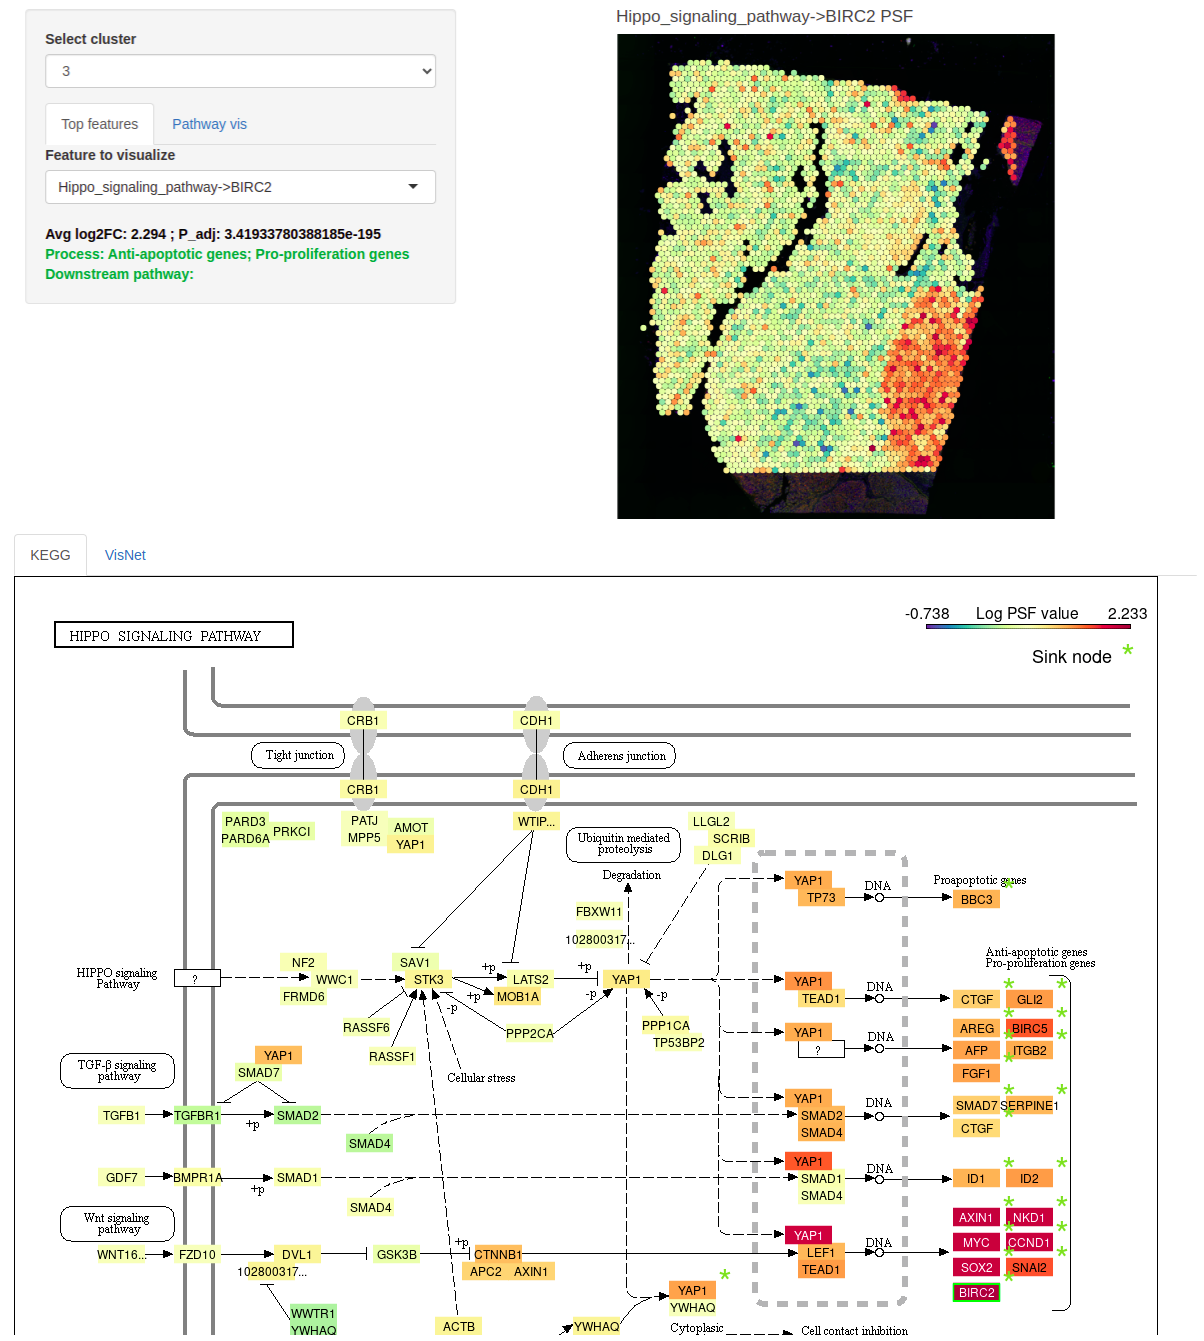 Hippo_signaling_pathway->BIRC2 PSF
Select cluster
3
Top features
Pathway vis
Feature to visualize
Hippo_signaling_pathway->BIRC2
Avg log2FC: 2.294 ; P_adj: 3.41933780388185e-195
Process: Anti-apoptotic genes; Pro-proliferation genes
Downstream pathway:
KEGG
VisNet
-0.738 Log PSF value 2.233
HIPPO SIGNALING PATHWAY
Sink node *
CRB1
CDH1
Tight junction
Adherens junction
CRB1
CDH1
PARD3
PARD6A
PRKCI
PATJ
MPP5
AMOT
YAP1
WTIP...
Ubiquitin mediated
proteolysis
Degradation
LLGL2
SCRIB
DLG1
FBXW11
102800317...
YAP1
TP73
DNA
Proapoptotic genes
BBC3
Anti-apoptotic genes
Pro-proliferation genes
HIPPO signaling
Pathway
?
NF2
WWC1
FRMD6
SAV1
STK3
+p
+p
LATS2
MOB1A
+p
YAP1
-p
-p
-p
RASSF6
RASSF1
PPP2CA
PPP1CA
TP53BP2
Cellular stress
YAP1
TEAD1
DNA
CTGF
GLI2
AREG
BIRC5
AFP
ITGB2
FGF1
YAP1
?
DNA
TGF-β signaling
pathway
YAP1
SMAD7
TGFB1
TGFBR1
+p
SMAD2
SMAD4
YAP1
SMAD2
SMAD4
DNA
SMAD7
SERPINE1
CTGF
GDF7
BMPR1A
+p
SMAD1
SMAD4
YAP1
SMAD1
SMAD4
DNA
ID1
ID2
Wnt signaling
pathway
WNT16...
FZD10
DVL1
102800317...
GSK3B
+p
CTNNB1
APC2
AXIN1
YAP1
LEF1
TEAD1
DNA
AXIN1
NKD1
MYC
CCND1
SOX2
SNAI2
BIRC2
WWTR1
YWHAQ
ACTB
YWHAQ
YAP1
YWHAQ
Cytoplasic
Cell contact inhibition